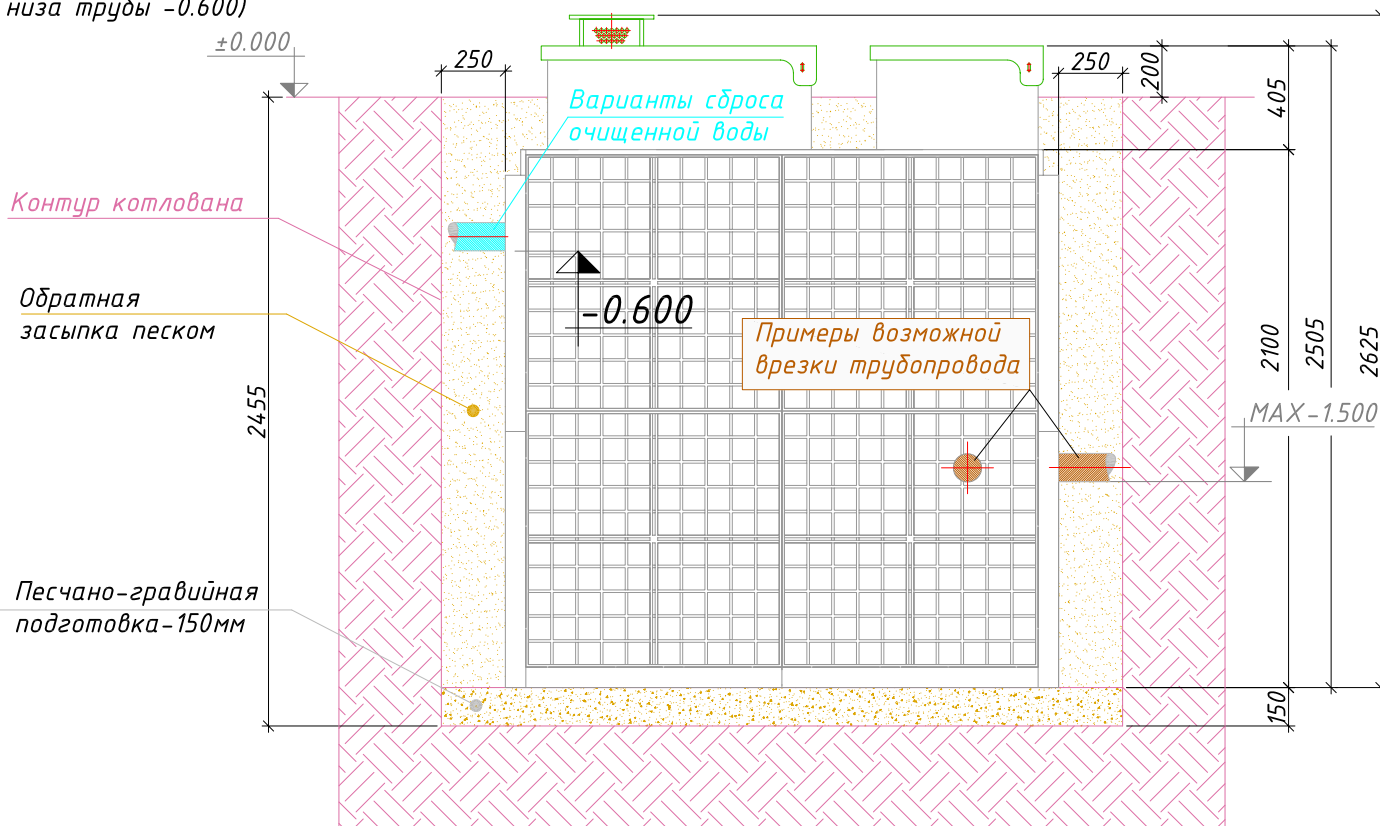 низа трубы -0.600)
±0.000
250
250
200
405
Варианты сброса
очищенной воды
Контур котлована
Обратная
засыпка песком
-0.600
Примеры возможной
врезки трубопровода
2100
2505
2625
2455
MAX-1.500
Песчано-гравийная
подготовка-150мм
150